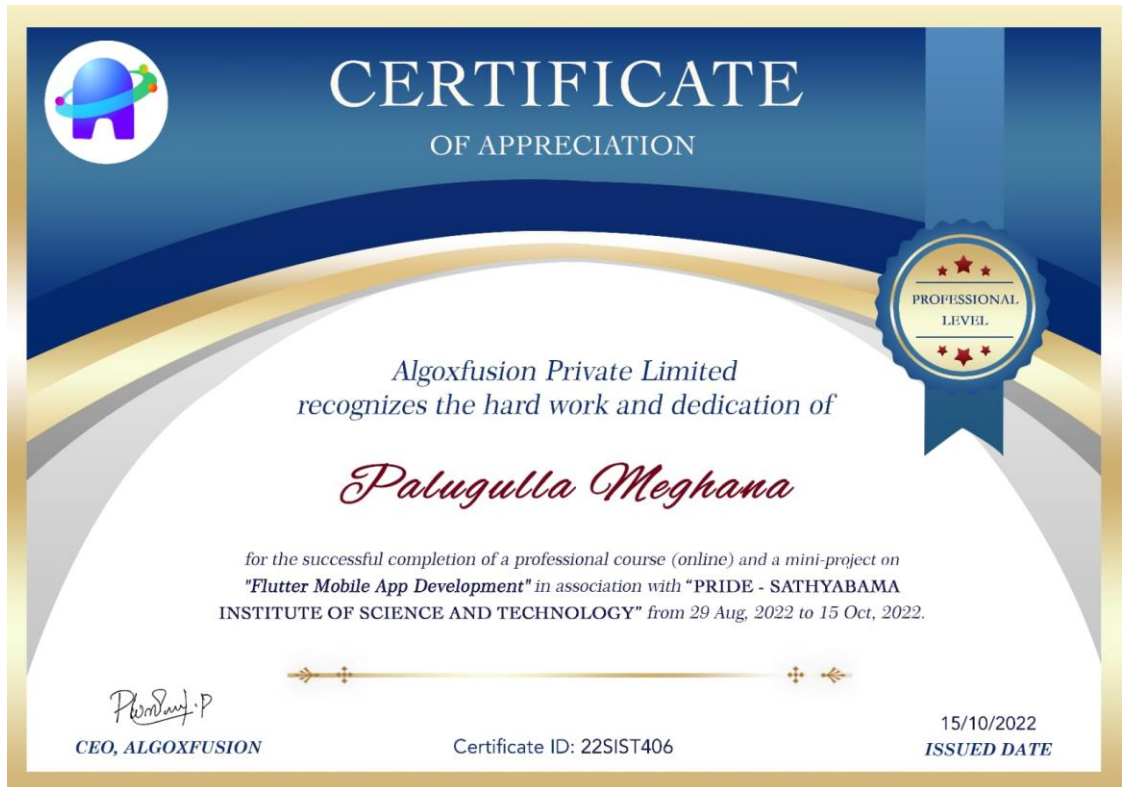 CERTIFICATE
OF APPRECIATION
PROFESSIONAL
LEVEL
Algoxfusion Private Limited
recognizes the hard work and dedication of
Palugulla Meghana
for the successful completion of a professional course (online) and a mini-project on
"Flutter Mobile App Development" in association with “PRIDE - SATHYABAMA
INSTITUTE OF SCIENCE AND TECHNOLOGY” from 29 Aug, 2022 to 15 Oct, 2022.
CEO, ALGOXFUSION
Certificate ID: 22SIST406
15/10/2022
ISSUED DATE